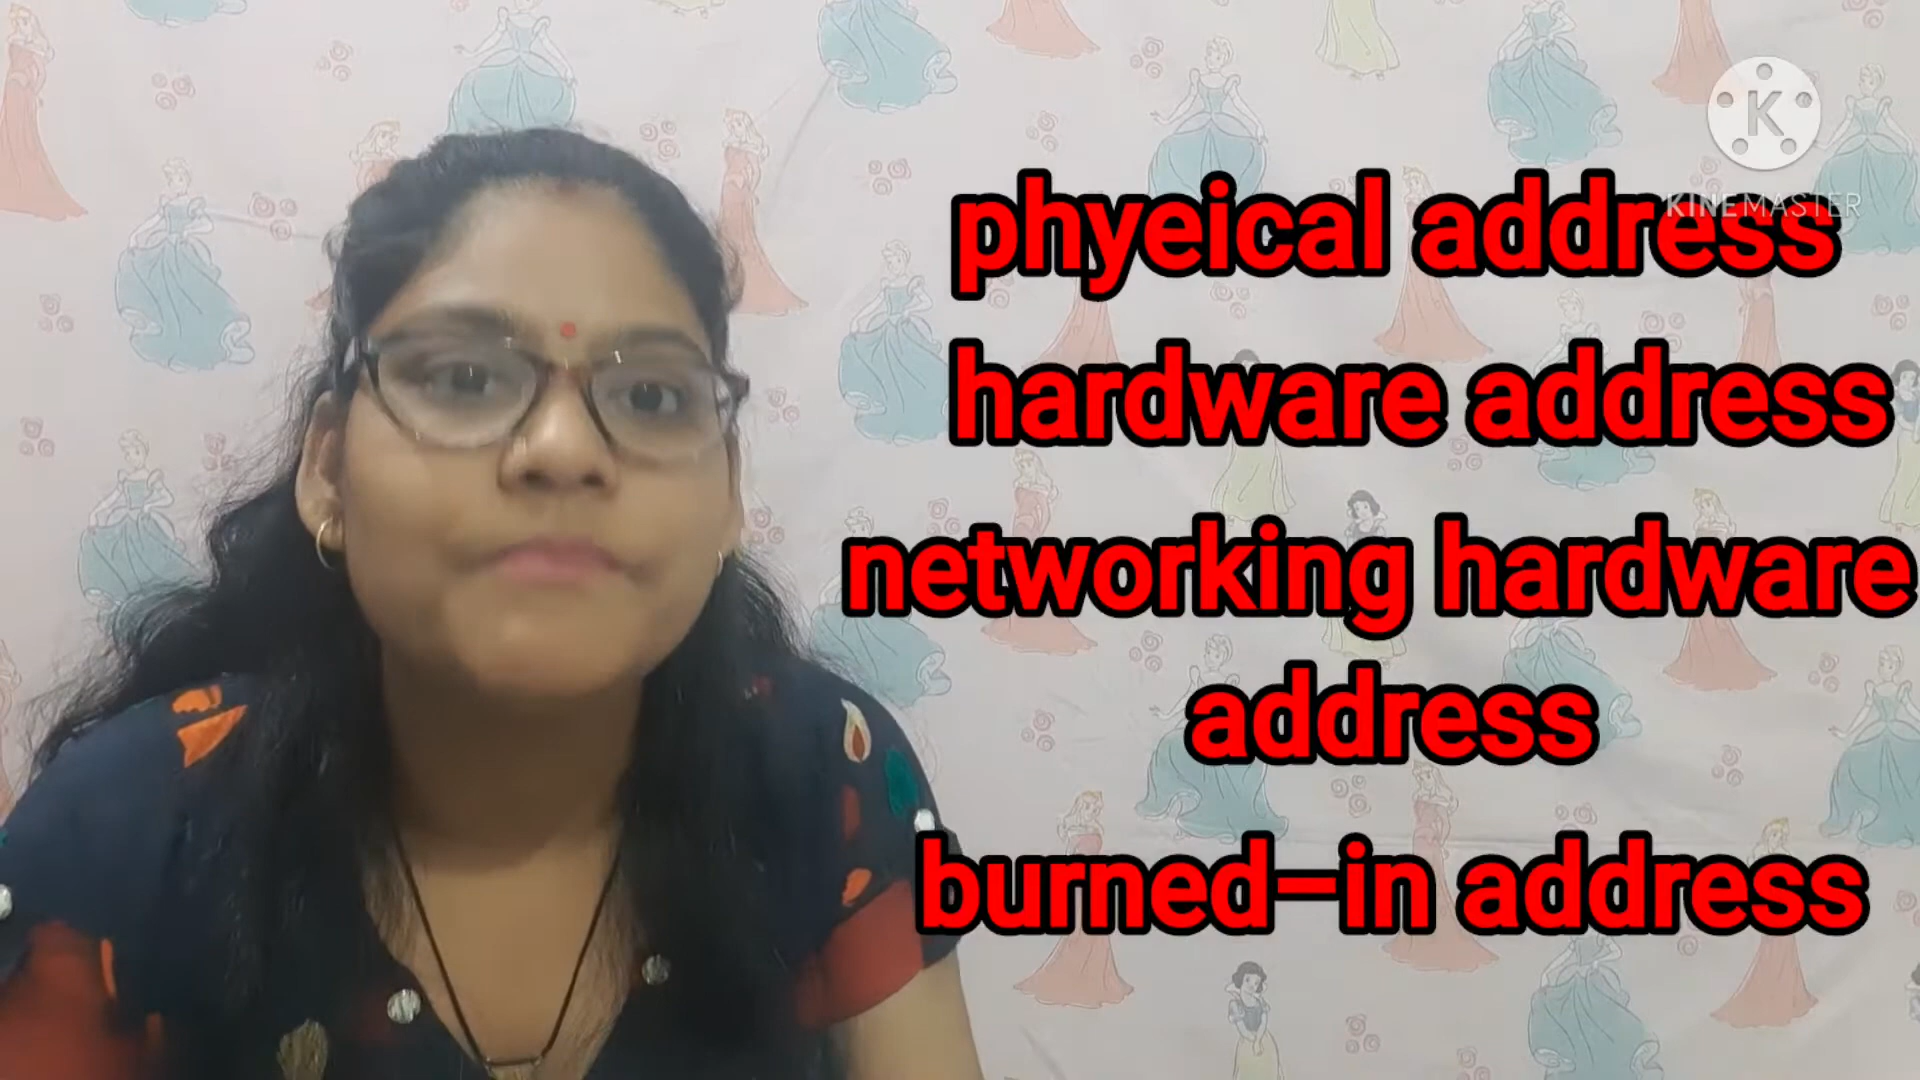 K
KINEMASTER
phyeical address
hardware address
networking hardware
address
burned-in address